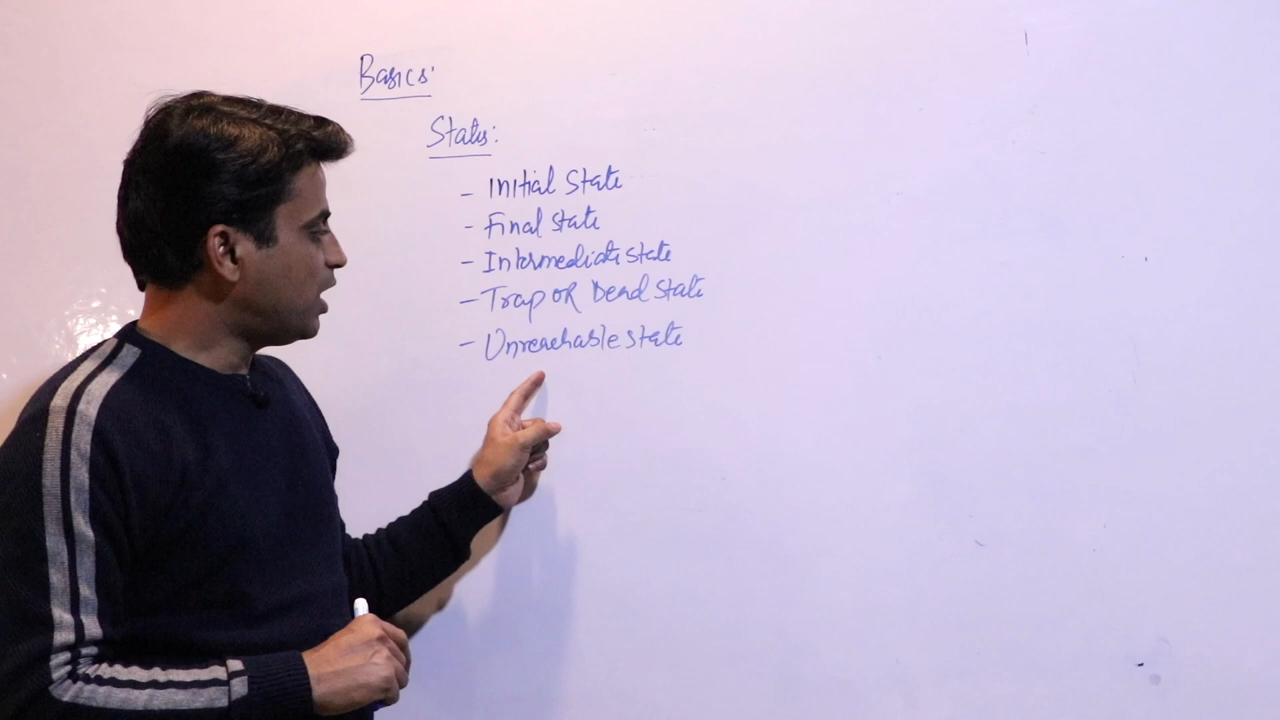 Basics:
States:
- Initial State
- Final state
- Intermediate state
- Trap OR Dead state
- Unreachable state